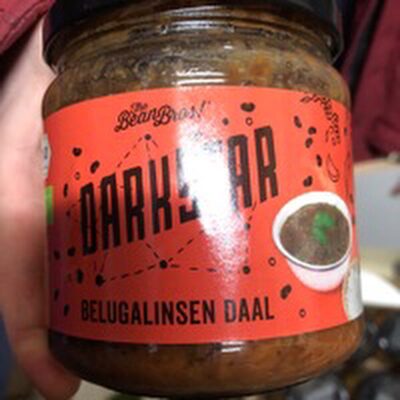 The
BeanBros!
DARKSTAR
BELUGALINSEN DAAL